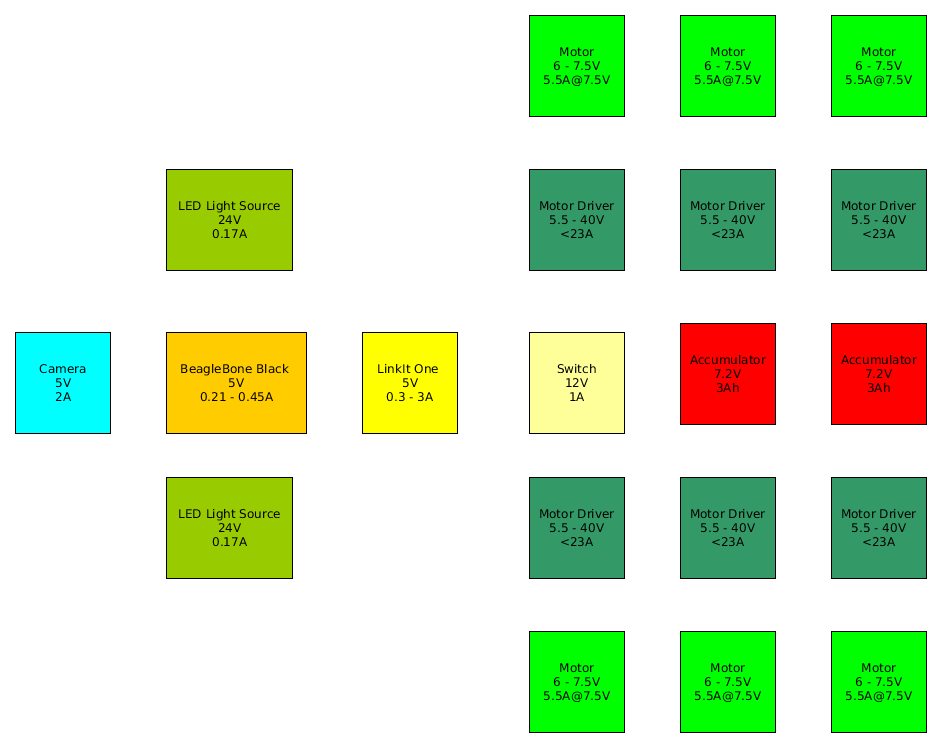 Motor
6 - 7.5V
5.5A@7.5V
Motor
6 - 7.5V
5.5A@7.5V
Motor
6 - 7.5V
5.5A@7.5V
LED Light Source
24V
0.17A
Motor Driver
5.5 - 40V
<23A
Motor Driver
5.5 - 40V
<23A
Motor Driver
5.5 - 40V
<23A
Camera
5V
2A
BeagleBone Black
5V
0.21 - 0.45A
LinkIt One
5V
0.3 - 3A
Switch
12V
1A
Accumulator
7.2V
3Ah
Accumulator
7.2V
3Ah
LED Light Source
24V
0.17A
Motor Driver
5.5 - 40V
<23A
Motor Driver
5.5 - 40V
<23A
Motor Driver
5.5 - 40V
<23A
Motor
6 - 7.5V
5.5A@7.5V
Motor
6 - 7.5V
5.5A@7.5V
Motor
6 - 7.5V
5.5A@7.5V